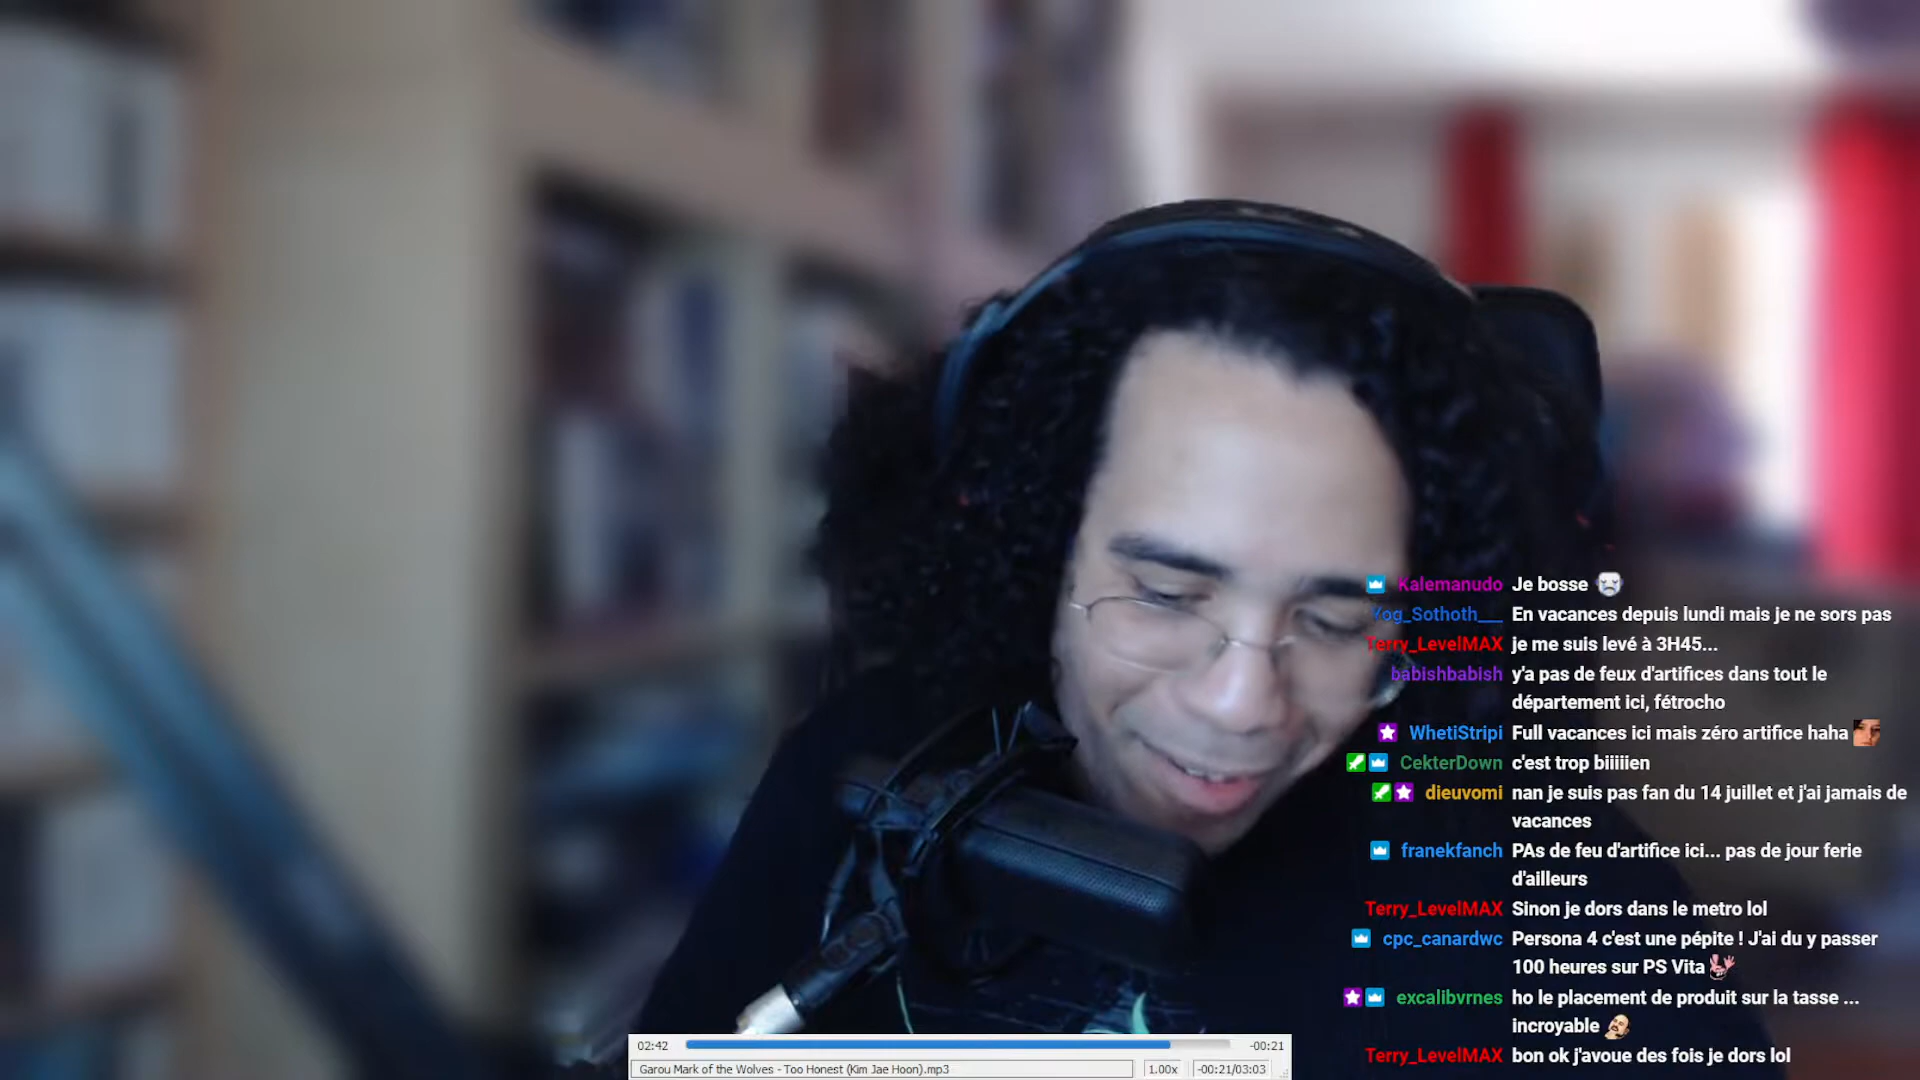 Kalemanudo Je bosse
Yog_Sothoth__ En vacances depuis lundi mais je ne sors pas
Terry_LevelMAX je me suis levé à 3H45...
babishbabish y'a pas de feux d'artifices dans tout le
département ici, fétrocho
WhetiStripi Full vacances ici mais zéro artifice haha
CekterDown c'est trop biiiiien
dieuvomi nan je suis pas fan du 14 juillet et j'ai jamais de
vacances
franekfanch PAs de feu d'artifice ici... pas de jour ferie
d'ailleurs
Terry_LevelMAX Sinon je dors dans le metro lol
cpc_canardwc Persona 4 c'est une pépite ! J'ai du y passer
100 heures sur PS Vita
excalibvrnes ho le placement de produit sur la tasse ...
incroyable
Terry_LevelMAX bon ok j'avoue des fois je dors lol
02:42 -00:21
Garou Mark of the Wolves - Too Honest (Kim Jae Hoon).mp3 1.00x -00:21/03:03